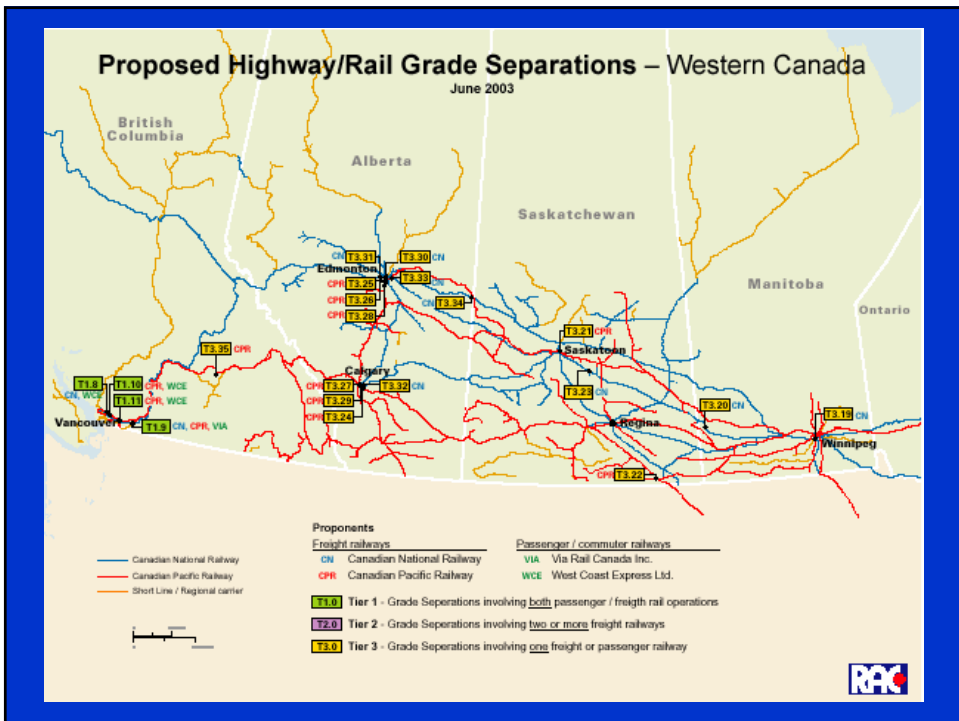 Proposed Highway/Rail Grade Separations – Western Canada
June 2003
British
Columbia
Alberta
Saskatchewan
Manitoba
Ontario
CN T3.31
T3.30 CN
Edmonton
T3.33
CN
CPR T3.25
CPR T3.26
CPR T3.28
CN T3.34
T3.21 CPR
Saskatoon
T3.35 CPR
Calgary
CPR T3.27
T3.32 CN
CPR T3.29
CPR T3.24
T3.23 CN
T3.20
CN
Regina
T3.19 CN
Winnipeg
CPR T3.22
T1.8
CN, WCE
T1.10 CPR, WCE
T1.11 CPR, WCE
Vancouver
T1.9 CN, CPR, VIA
Proponents
Freight railways
CN Canadian National Railway
CPR Canadian Pacific Railway
Passenger / commuter railways
VIA Via Rail Canada Inc.
WCE West Coast Express Ltd.
Canadian National Railway
Canadian Pacific Railway
Short Line / Regional carrier
T1.0 Tier 1 - Grade Seperations involving both passenger / freigth rail operations
T2.0 Tier 2 - Grade Seperations involving two or more freight railways
T3.0 Tier 3 - Grade Seperations involving one freight or passenger railway
RAC